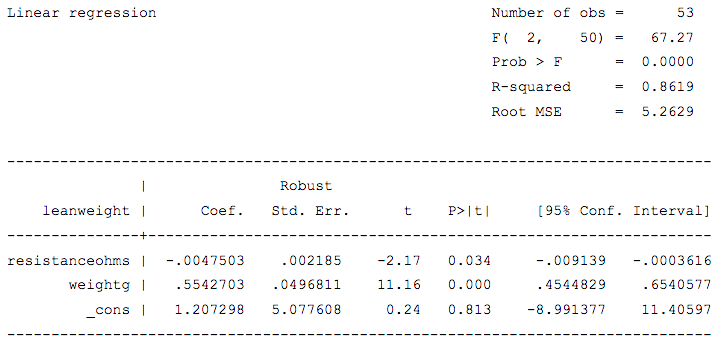 Linear regression Number of obs = 53
F( 2, 50) = 67.27
Prob > F = 0.0000
R-squared = 0.8619
Root MSE = 5.2629
------------------------------------------------------------------------------
| Robust
leanweight | Coef. Std. Err. t P>|t| [95% Conf. Interval]
-------------+----------------------------------------------------------------
resistanceohms | -.0047503 .002185 -2.17 0.034 -.009139 -.0003616
weightg | .5542703 .0496811 11.16 0.000 .4544829 .6540577
_cons | 1.207298 5.077608 0.24 0.813 -8.991377 11.40597
------------------------------------------------------------------------------